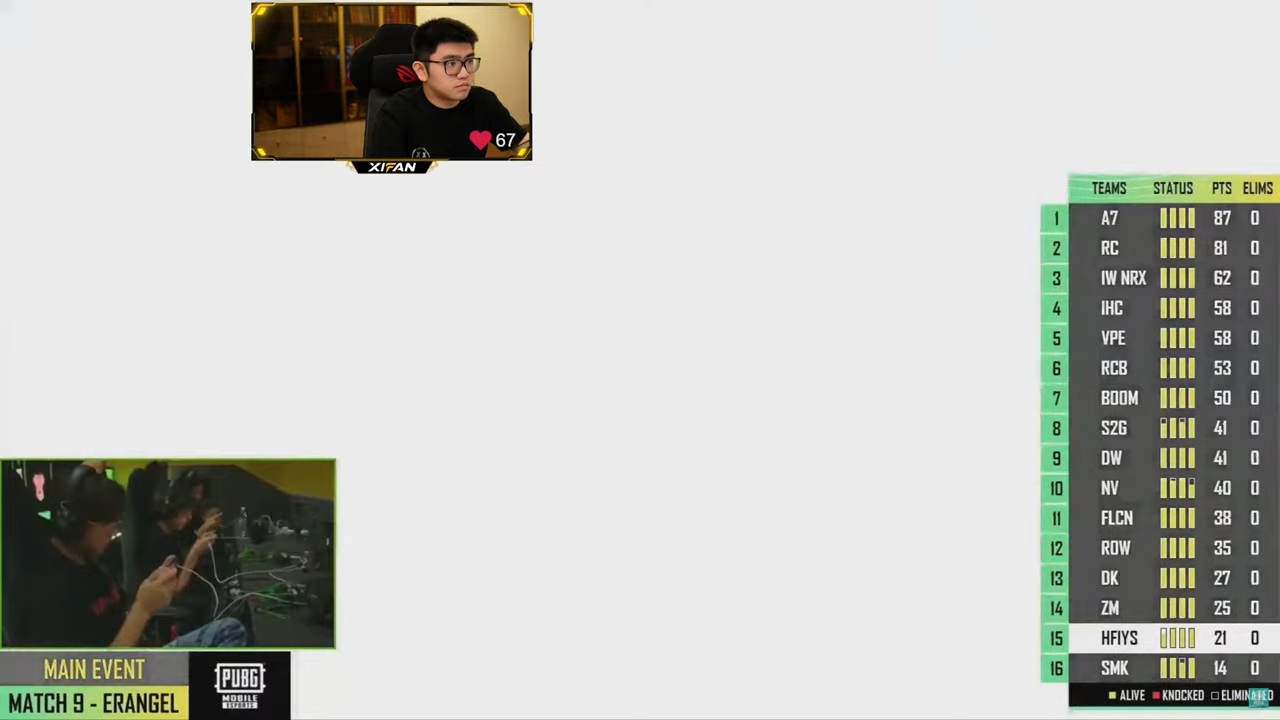 67
XIFAN
TEAMS STATUS PTS ELIMS
1 A7 87 0
2 RC 81 0
3 IW NRX 62 0
4 IHC 58 0
5 VPE 58 0
6 RCB 53 0
7 BOOM 50 0
8 S2G 41 0
9 DW 41 0
10 NV 40 0
11 FLCN 38 0
12 ROW 35 0
13 DK 27 0
14 ZM 25 0
15 HFIYS 21 0
16 SMK 14 0
ALIVE KNOCKED ELIMINATED
MAIN EVENT
MATCH 9 - ERANGEL
PUBG
MOBILE
ESPORTS